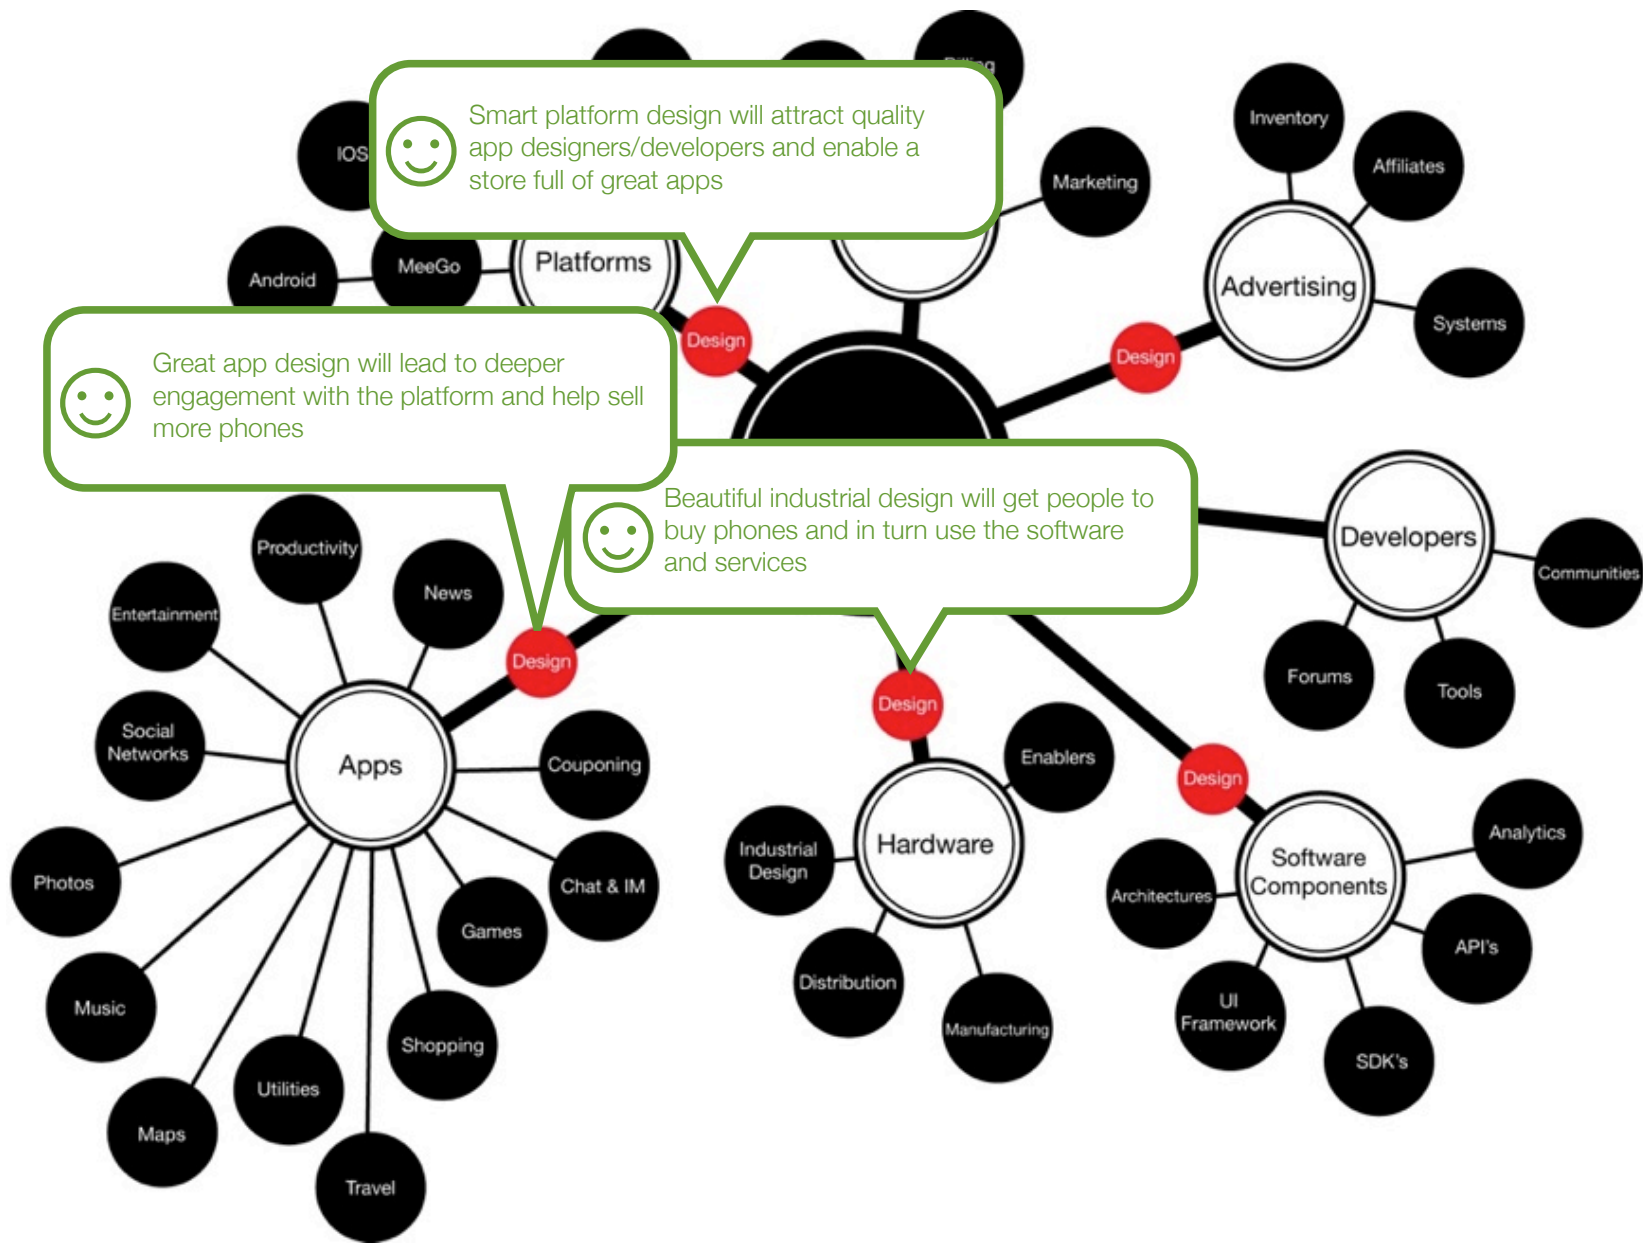 Billing
Smart platform design will attract quality
app designers/developers and enable a
store full of great apps
IOS
Inventory
Affiliates
Marketing
Android
MeeGo
Platforms
Advertising
Systems
Design
Design
Great app design will lead to deeper
engagement with the platform and help sell
more phones
Beautiful industrial design will get people to
buy phones and in turn use the software
and services
Developers
Communities
Forums
Tools
Productivity
News
Entertainment
Design
Social
Networks
Apps
Couponing
Photos
Chat & IM
Games
Music
Shopping
Utilities
Maps
Travel
Design
Enablers
Industrial
Design
Hardware
Distribution
Manufacturing
Design
Software
Components
Analytics
Architectures
API's
UI
Framework
SDK's